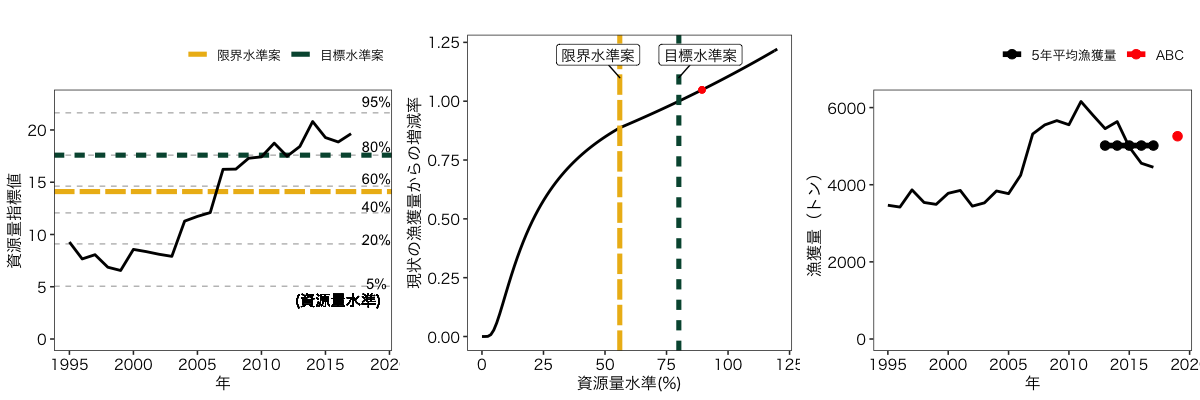 限界水準案 目標水準案
資源量指標値
20
15
10
5
0
95%
80%
60%
40%
20%
5%
(資源量水準)
1995 2000 2005 2010 2015 202
年
現状の漁獲量からの増減率
1.25
1.00
0.75
0.50
0.25
0.00
限界水準案 目標水準案
0 25 50 75 100 125
資源量水準(%)
5年平均漁獲量 ABC
漁獲量（トン）
6000
4000
2000
0
1995 2000 2005 2010 2015 202
年